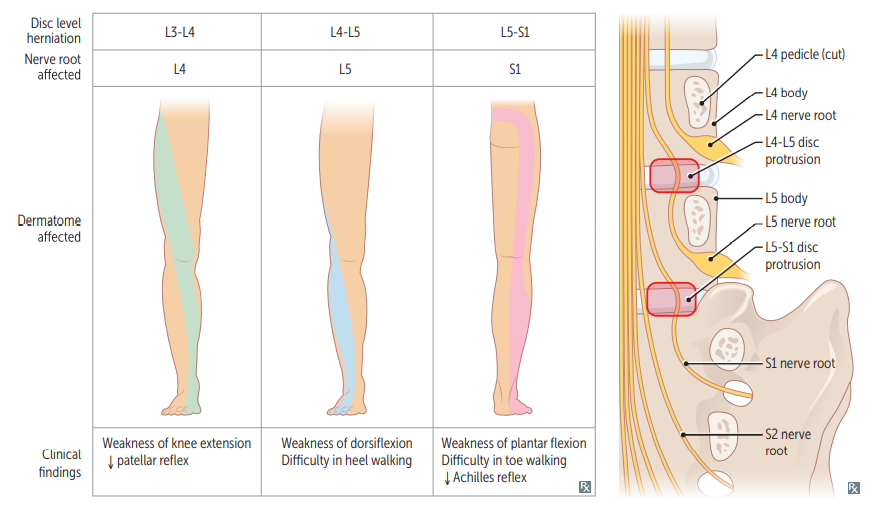 Disc level
herniation
L3-L4
L4-L5
L5-S1
Nerve root
affected
L4
L5
S1
Dermatome
affected
Clinical
findings
Weakness of knee extension
↓ patellar reflex
Weakness of dorsiflexion
Difficulty in heel walking
Weakness of plantar flexion
Difficulty in toe walking
↓ Achilles reflex
Rx
L4 pedicle (cut)
L4 body
L4 nerve root
L4-L5 disc
protrusion
L5 body
L5 nerve root
L5-S1 disc
protrusion
S1 nerve root
S2 nerve
root
Rx